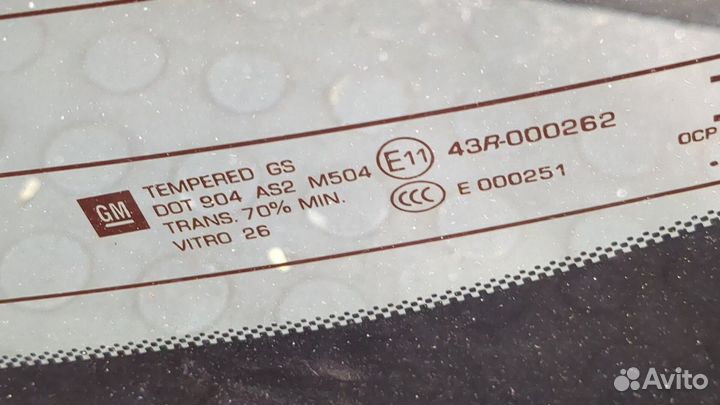 GM
TEMPERED GS
DOT 904 AS2 M504
TRANS. 70% MIN.
VITRO 26
E11 43R-000262
CCC E 000251
OCP
Avito